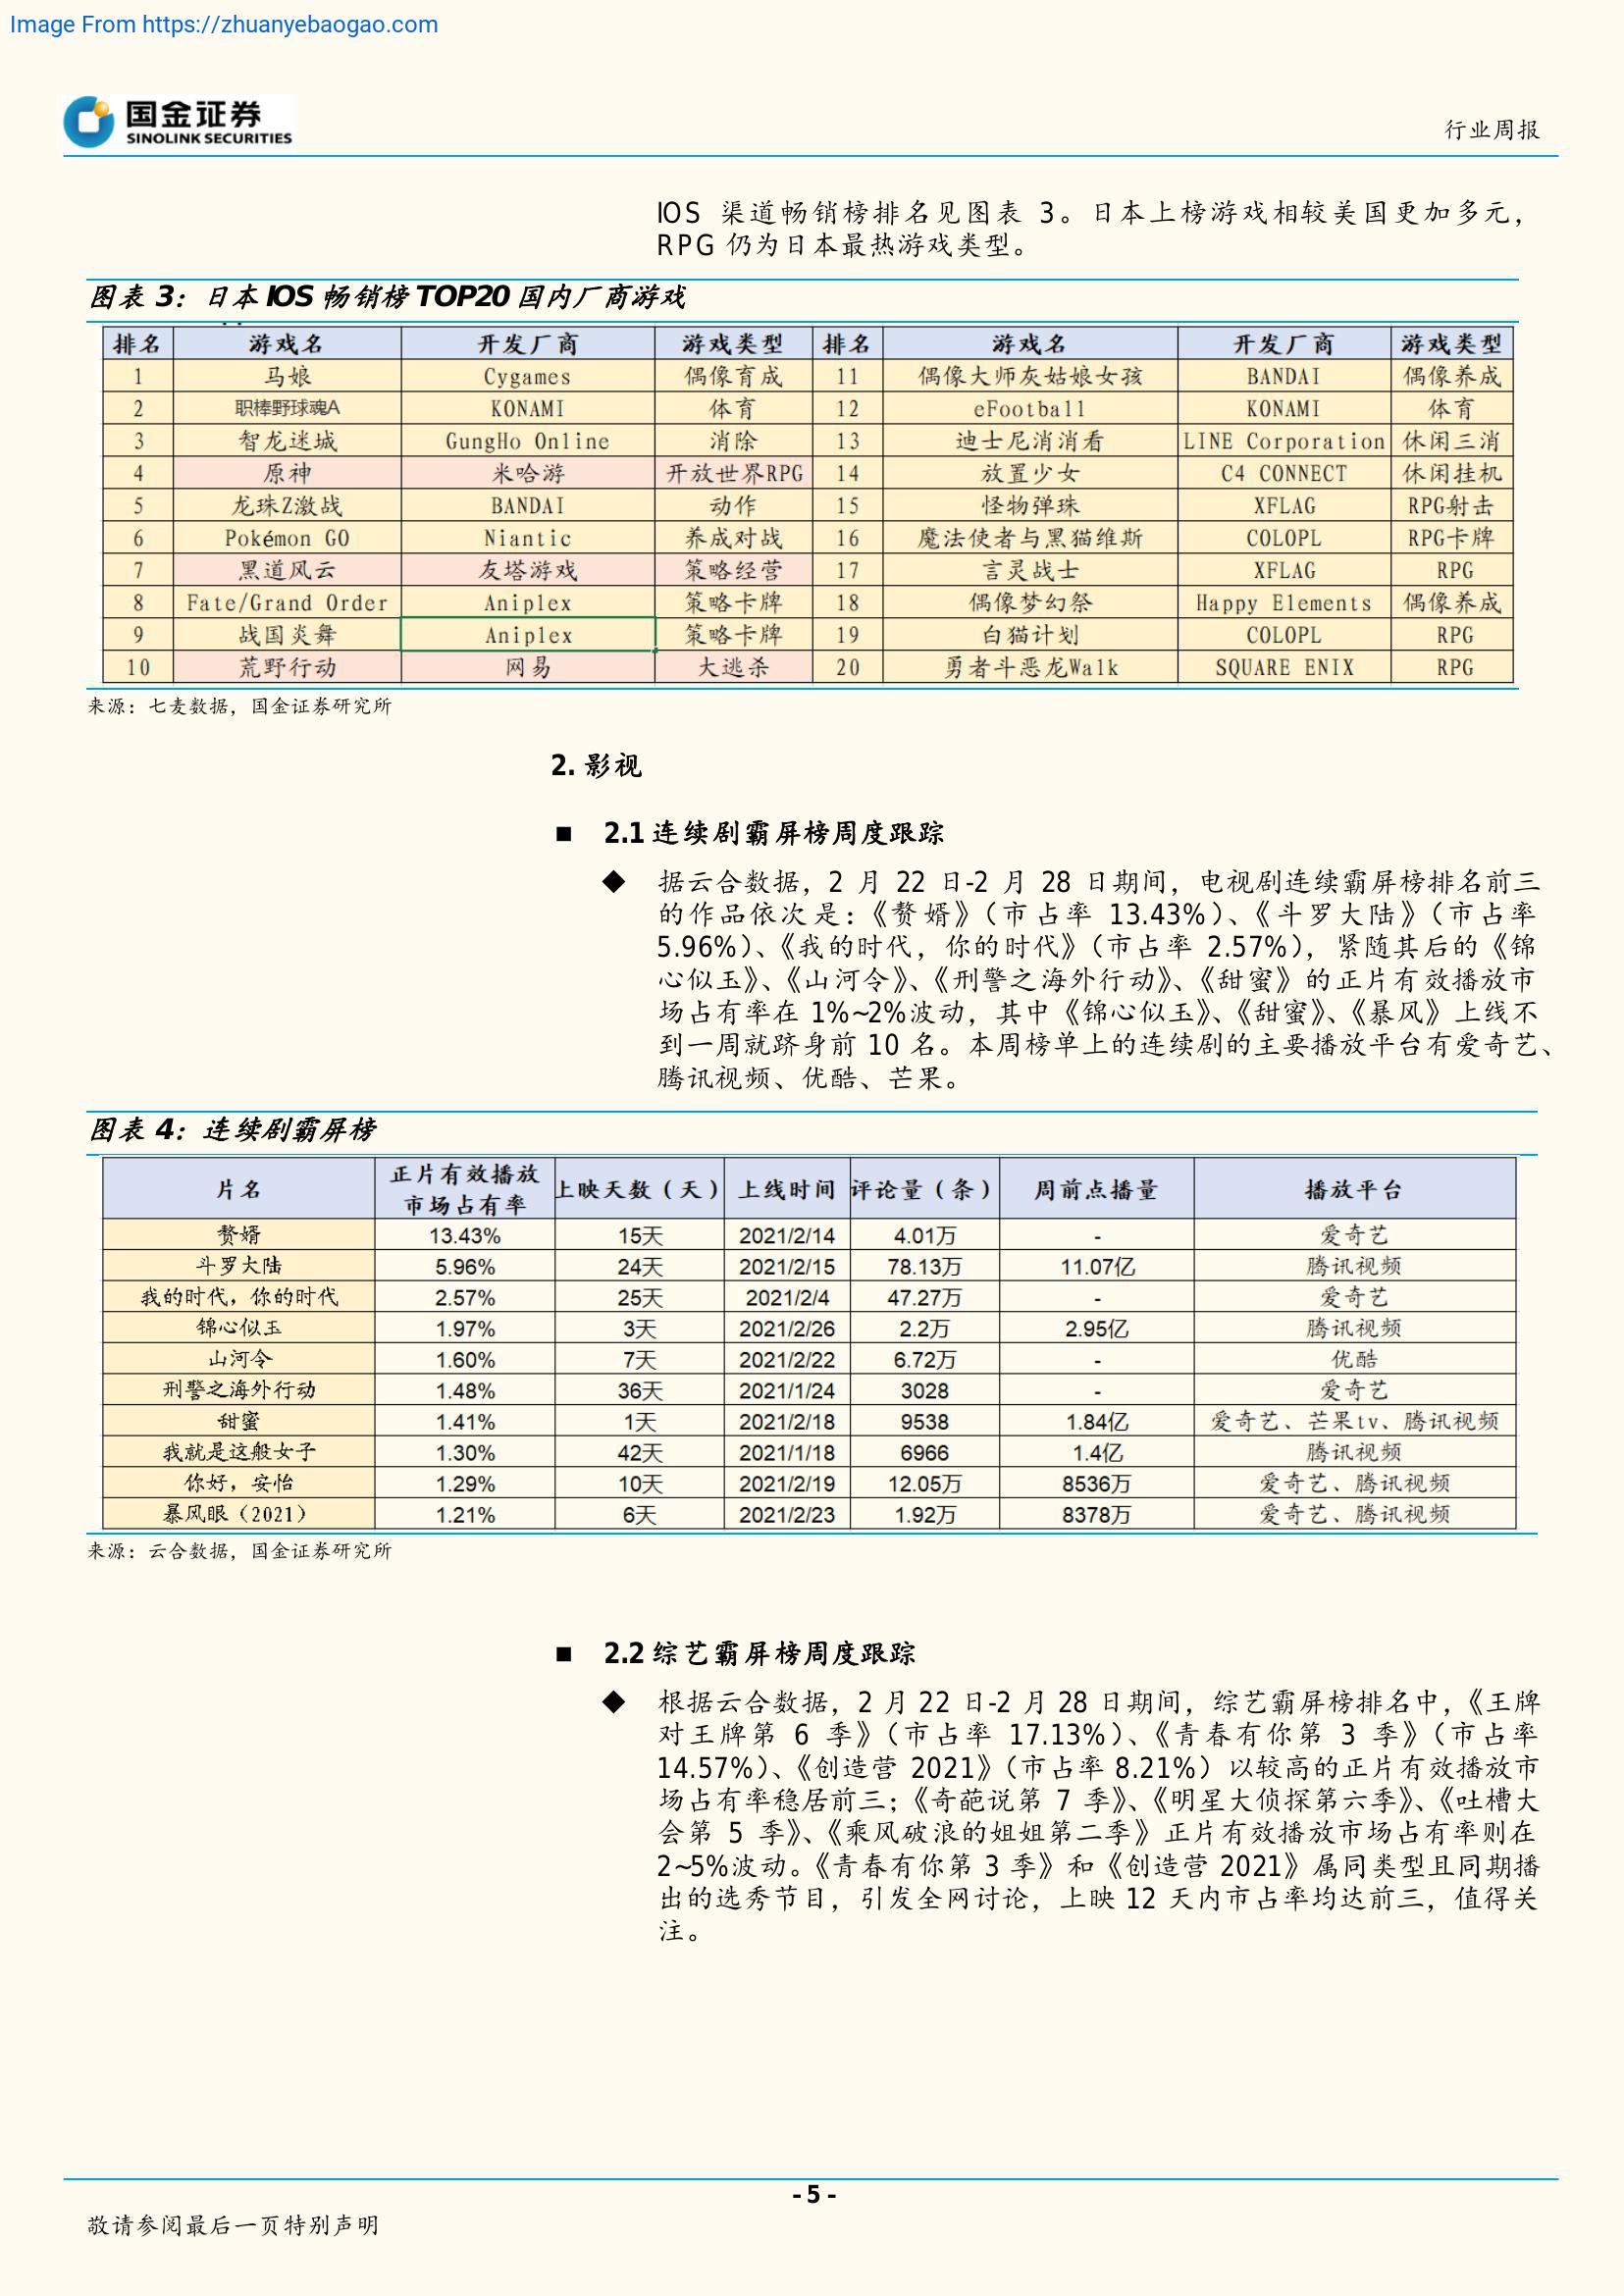 Image From https://zhuanyebaogao.com
国金证券
SINOLINK SECURITIES
行业周报
IOS 渠道畅销榜排名见图表 3。日本上榜游戏相较美国更加多元，
RPG 仍为日本最热游戏类型。
图表 3：日本 IOS 畅销榜 TOP20 国内厂商游戏
排名 游戏名 开发厂商 游戏类型 排名 游戏名 开发厂商 游戏类型
1 马娘 Cygames 偶像育成 11 偶像大师灰姑娘女孩 BANDAI 偶像养成
2 职棒野球魂A KONAMI 体育 12 eFootball KONAMI 体育
3 智龙迷城 GungHo Online 消除 13 迪士尼消消看 LINE Corporation 休闲三消
4 原神 米哈游 开放世界RPG 14 放置少女 C4 CONNECT 休闲挂机
5 龙珠Z激战 BANDAI 动作 15 怪物弹珠 XFLAG RPG射击
6 Pokémon GO Niantic 养成对战 16 魔法使者与黑猫维斯 COLOPL RPG卡牌
7 黑道风云 友塔游戏 策略经营 17 言灵战士 XFLAG RPG
8 Fate/Grand Order Aniplex 策略卡牌 18 偶像梦幻祭 Happy Elements 偶像养成
9 战国炎舞 Aniplex 策略卡牌 19 白猫计划 COLOPL RPG
10 荒野行动 网易 大逃杀 20 勇者斗恶龙Walk SQUARE ENIX RPG
来源：七麦数据，国金证券研究所
2. 影视
■ 2.1 连续剧霸屏榜周度跟踪
◆ 据云合数据，2 月 22 日-2 月 28 日期间，电视剧连续霸屏榜排名前三
的作品依次是：《赘婿》（市占率 13.43%）、《斗罗大陆》（市占率
5.96%）、《我的时代，你的时代》（市占率 2.57%），紧随其后的《锦
心似玉》、《山河令》、《刑警之海外行动》、《甜蜜》的正片有效播放市
场占有率在 1%~2%波动，其中《锦心似玉》、《甜蜜》、《暴风》上线不
到一周就跻身前 10 名。本周榜单上的连续剧的主要播放平台有爱奇艺、
腾讯视频、优酷、芒果。
图表 4：连续剧霸屏榜
片名 正片有效播放市场占有率 上映天数（天） 上线时间 评论量（条） 周前点播量 播放平台
赘婿 13.43% 15天 2021/2/14 4.01万 - 爱奇艺
斗罗大陆 5.96% 24天 2021/2/15 78.13万 11.07亿 腾讯视频
我的时代，你的时代 2.57% 25天 2021/2/4 47.27万 - 爱奇艺
锦心似玉 1.97% 3天 2021/2/26 2.2万 2.95亿 腾讯视频
山河令 1.60% 7天 2021/2/22 6.72万 - 优酷
刑警之海外行动 1.48% 36天 2021/1/24 3028 - 爱奇艺
甜蜜 1.41% 1天 2021/2/18 9538 1.84亿 爱奇艺、芒果tv、腾讯视频
我就是这般女子 1.30% 42天 2021/1/18 6966 1.4亿 腾讯视频
你好，安怡 1.29% 10天 2021/2/19 12.05万 8536万 爱奇艺、腾讯视频
暴风眼（2021） 1.21% 6天 2021/2/23 1.92万 8378万 爱奇艺、腾讯视频
来源：云合数据，国金证券研究所
■ 2.2 综艺霸屏榜周度跟踪
◆ 根据云合数据，2 月 22 日-2 月 28 日期间，综艺霸屏榜排名中，《王牌
对王牌第 6 季》（市占率 17.13%）、《青春有你第 3 季》（市占率
14.57%）、《创造营 2021》（市占率 8.21%）以较高的正片有效播放市
场占有率稳居前三；《奇葩说第 7 季》、《明星大侦探第六季》、《吐槽大
会第 5 季》、《乘风破浪的姐姐第二季》正片有效播放市场占有率则在
2~5%波动。《青春有你第 3 季》和《创造营 2021》属同类型且同期播
出的选秀节目，引发全网讨论，上映 12 天内市占率均达前三，值得关
注。
- 5 -
敬请参阅最后一页特别声明